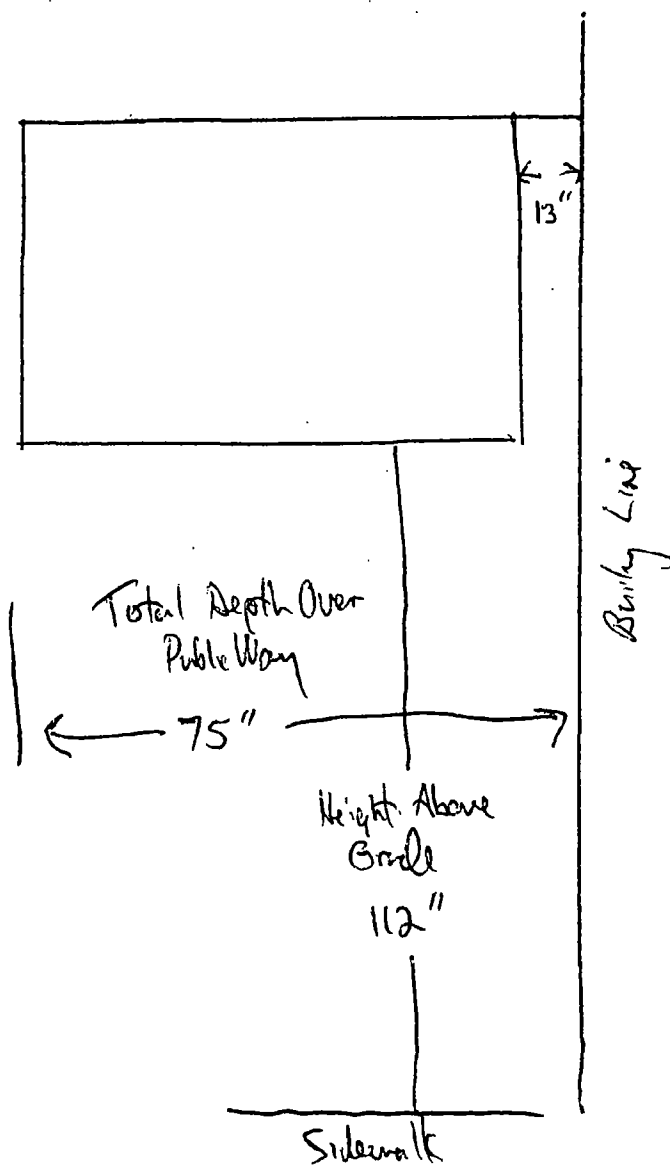 13"
Building Line
Total Depth Over
Public Way
75"
Height Above
Grade
112"
Sidewalk